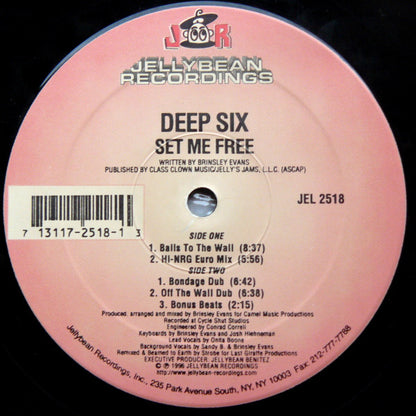 J R
JELLYBEAN
RECORDINGS
DEEP SIX
SET ME FREE
WRITTEN BY BRINSLEY EVANS
PUBLISHED BY CLASS CLOWN MUSIC/JELLY'S JAMS, L.L.C. (ASCAP)
7 13117-2518-1 3
JEL 2518
SIDE ONE
1. Balls To The Wall (8:37)
2. HI-NRG Euro Mix (5:56)
SIDE TWO
1. Bondage Dub (6:42)
2. Off The Wall Dub (6:38)
3. Bonus Beats (2:15)
Produced, arranged and mixed by Brinsley Evans for Camel Music Productions
Recorded at Cycle Shut Studios
Engineered by Conrad Correll
Keyboards by Brinsley Evans and Josh Hiehneman
Lead Vocals by Onita Boone
Background Vocals by Sandy B. & Brinsley Evans
Remixed & Beamed to Earth by Strobe for Last Giraffe Productions
EXECUTIVE PRODUCER: JELLYBEAN BENITEZ
© ℗ 1996 JELLYBEAN RECORDINGS
http://www.jellybean-recordings.com
Jellybean Recordings, Inc., 235 Park Avenue South, NY, NY 10003 Fax: 212-777-7788